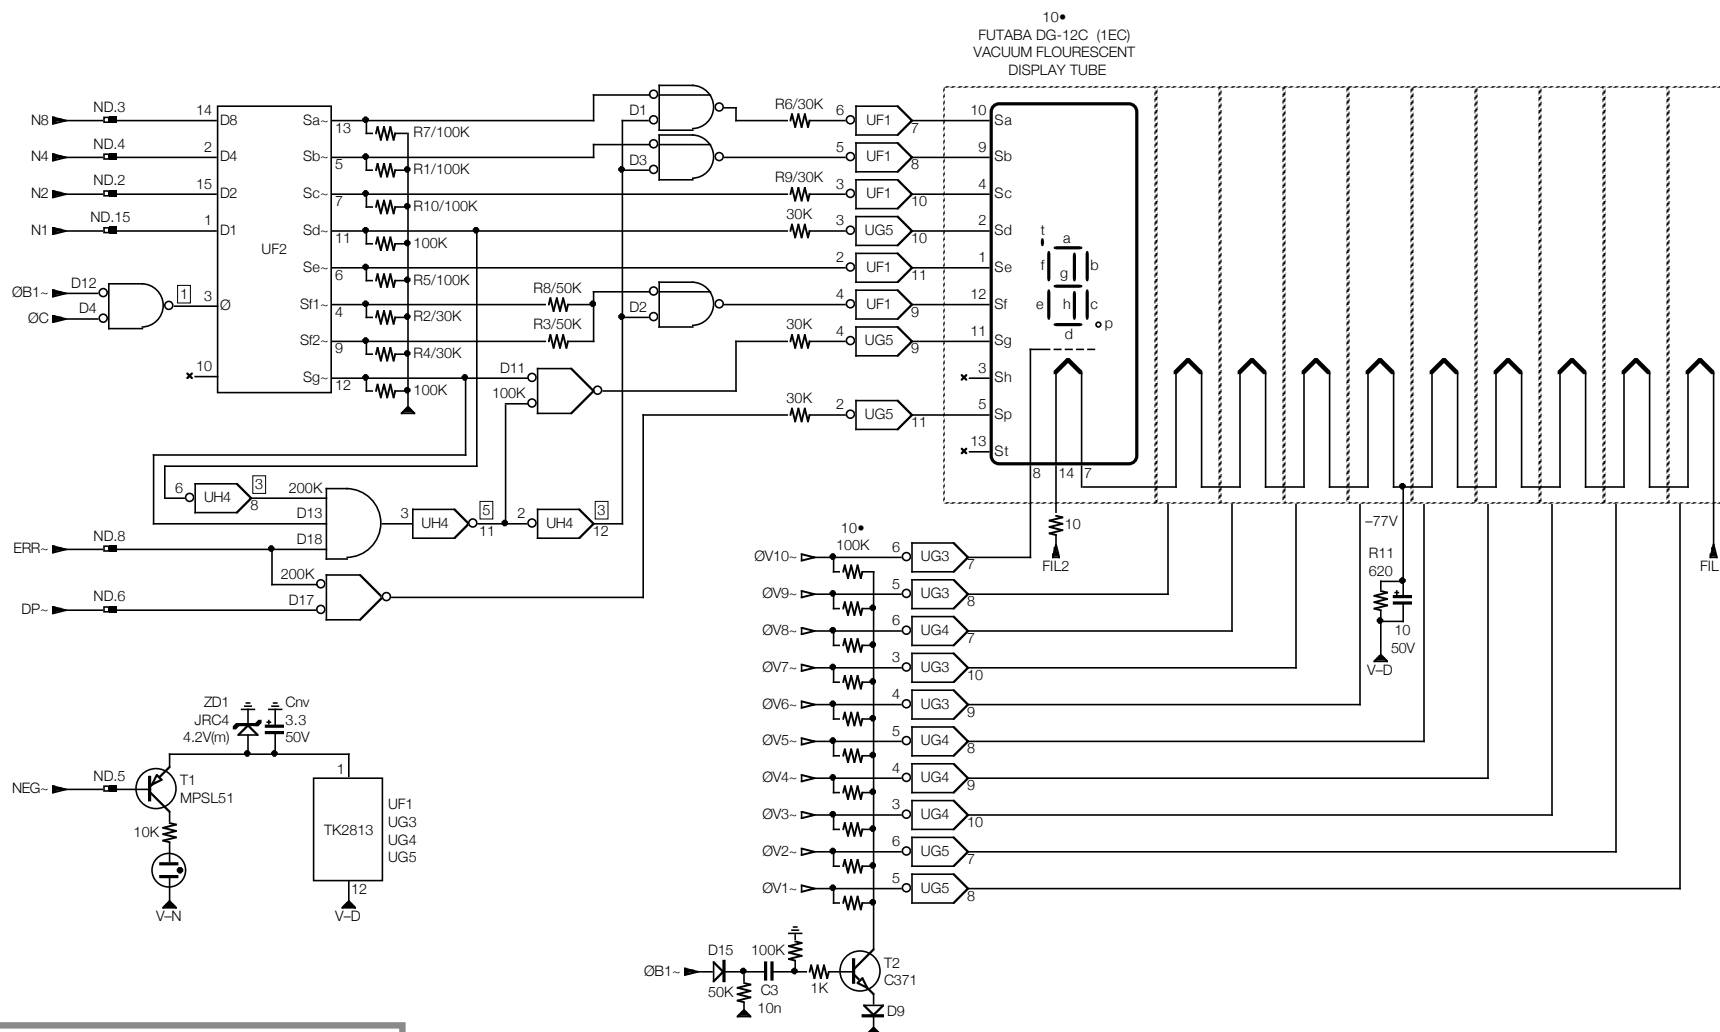 10•
FUTABA DG-12C (1EC)
VACUUM FLOURESCENT
DISPLAY TUBE
N8 ND.3 14 D8 Sa~ 13 R7/100K D1 R6/30K 6 UF1 7 10 Sa
N4 ND.4 2 D4 Sb~ 5 R1/100K D3 5 UF1 8 9 Sb
N2 ND.2 15 D2 Sc~ 7 R10/100K R9/30K 3 UF1 10 4 Sc
N1 ND.15 1 D1 Sd~ 11 100K 30K 3 UG5 10 2 Sd
UF2
t a f b g e h c d p
Se~ 6 R5/100K 2 UF1 11 1 Se
ØB1~ D12 ØC D4 1 3 Ø Sf1~ 4 R2/30K R8/50K D2 4 UF1 9 12 Sf
Sf2~ 9 R4/30K R3/50K 30K 4 UG5 9 11 Sg
10 Sg~ 12 100K D11 100K 3 Sh
30K 2 UG5 11 5 Sp
13 St
8 14 7
6 UH4 3 8 200K
D13 3 UH4 5 11 2 UH4 3 12
ERR~ ND.8 D18
200K
DP~ ND.6 D17
10 FIL2
–77V
R11
620
10
50V
V–D
FIL
10•
100K
ØV10~ 6 UG3 7
ØV9~ 5 UG3 8
ØV8~ 6 UG4 7
ØV7~ 3 UG3 10
ØV6~ 4 UG3 9
ØV5~ 5 UG4 8
ØV4~ 4 UG4 9
ØV3~ 3 UG4 10
ØV2~ 6 UG5 7
ØV1~ 5 UG5 8
ZD1 Cnv
JRC4 3.3
4.2V(m) 50V
NEG~ ND.5 T1
MPSL51
10K
V–N
1
TK2813
12
V–D
UF1
UG3
UG4
UG5
ØB1~ D15 100K T2
50K C3 1K C371
10n D9